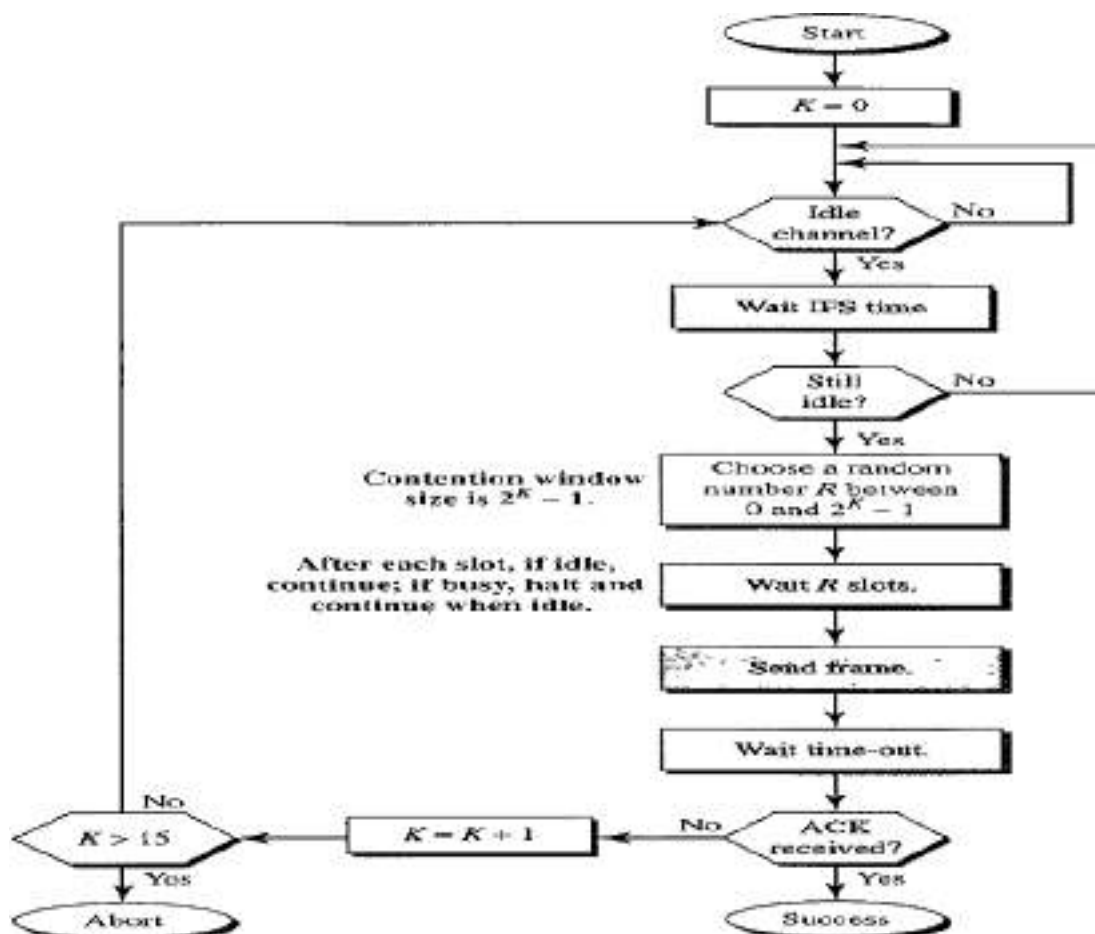 Start
K = 0
Idle
channel?
No
Yes
Wait IFS time
Still
idle?
No
Yes
Contention window
size is 2^K − 1.
Choose a random
number R between
0 and 2^K − 1
After each slot, if idle,
continue; if busy, halt and
continue when idle.
Wait R slots.
Send frame.
Wait time-out.
ACK
received?
No
Yes
K = K + 1
No
K > 15
Yes
Abort
Success